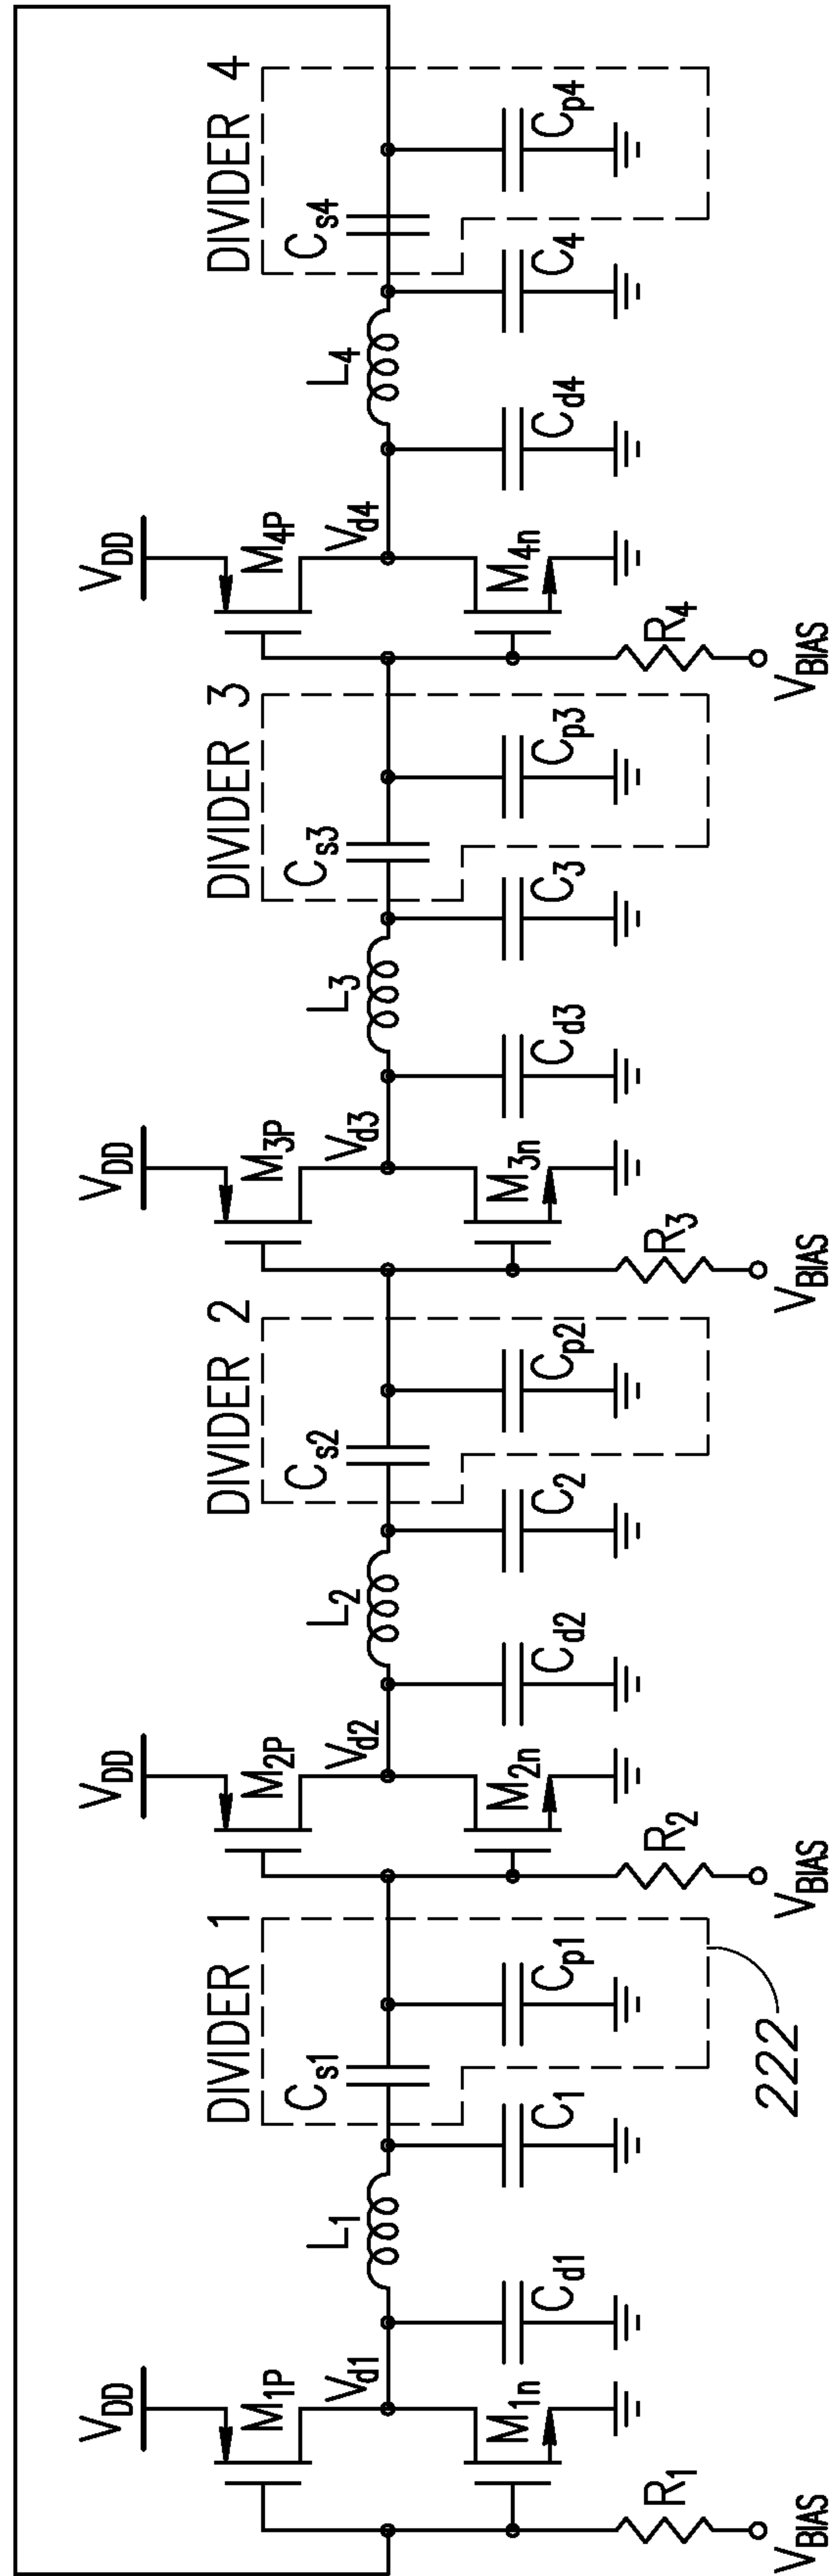 DIVIDER 1
DIVIDER 2
DIVIDER 3
DIVIDER 4
VDD
M1P
Vd1
M1n
R1
VBIAS
L1
Cd1
C1
Cs1
Cp1
222
VDD
M2P
Vd2
M2n
R2
VBIAS
L2
Cd2
C2
Cs2
Cp2
VDD
M3P
Vd3
M3n
R3
VBIAS
L3
Cd3
C3
Cs3
Cp3
VDD
M4P
Vd4
M4n
R4
VBIAS
L4
Cd4
C4
Cs4
Cp4